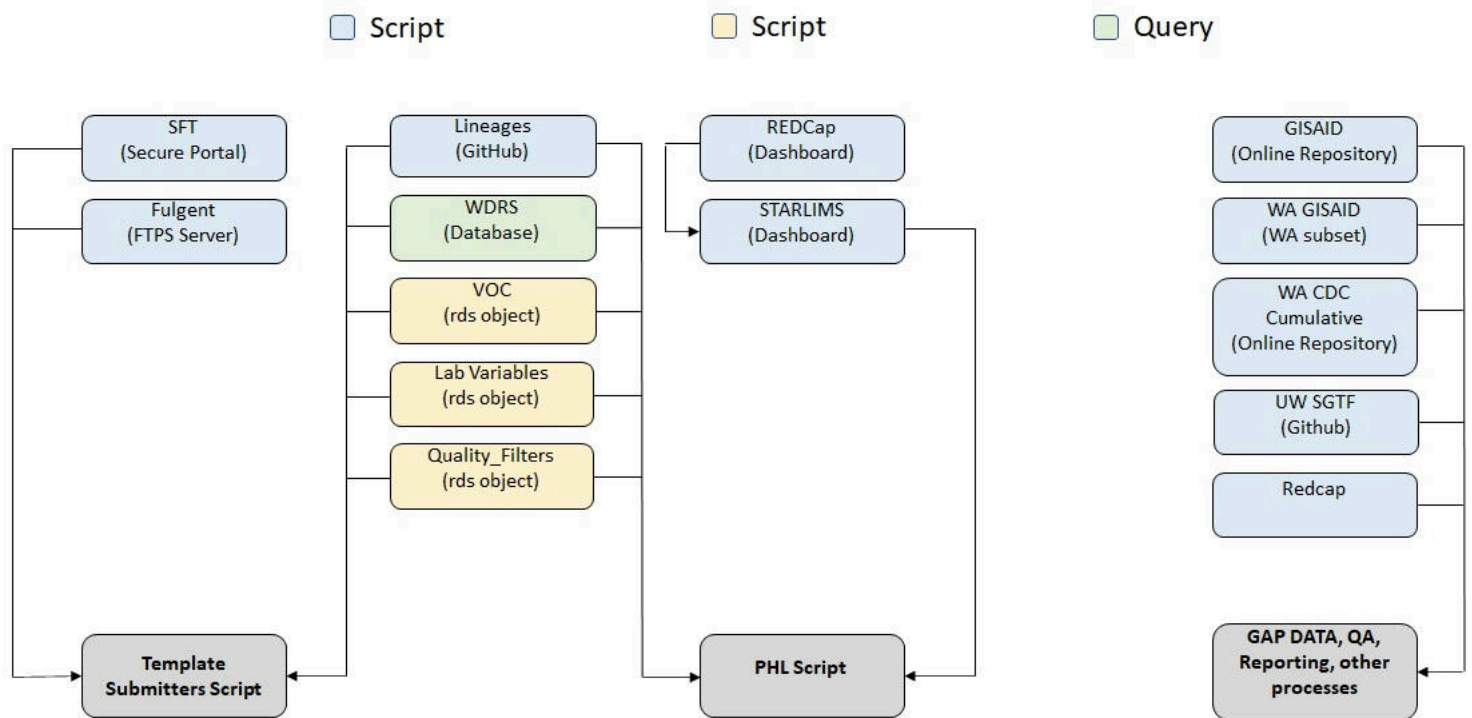 Script
Script
Query
SFT
(Secure Portal)
Fulgent
(FTPS Server)
Lineages
(GitHub)
WDRS
(Database)
VOC
(rds object)
Lab Variables
(rds object)
Quality_Filters
(rds object)
REDCap
(Dashboard)
STARLIMS
(Dashboard)
GISAID
(Online Repository)
WA GISAID
(WA subset)
WA CDC
Cumulative
(Online Repository)
UW SGTF
(Github)
Redcap
Template
Submitters Script
PHL Script
GAP DATA, QA,
Reporting, other
processes